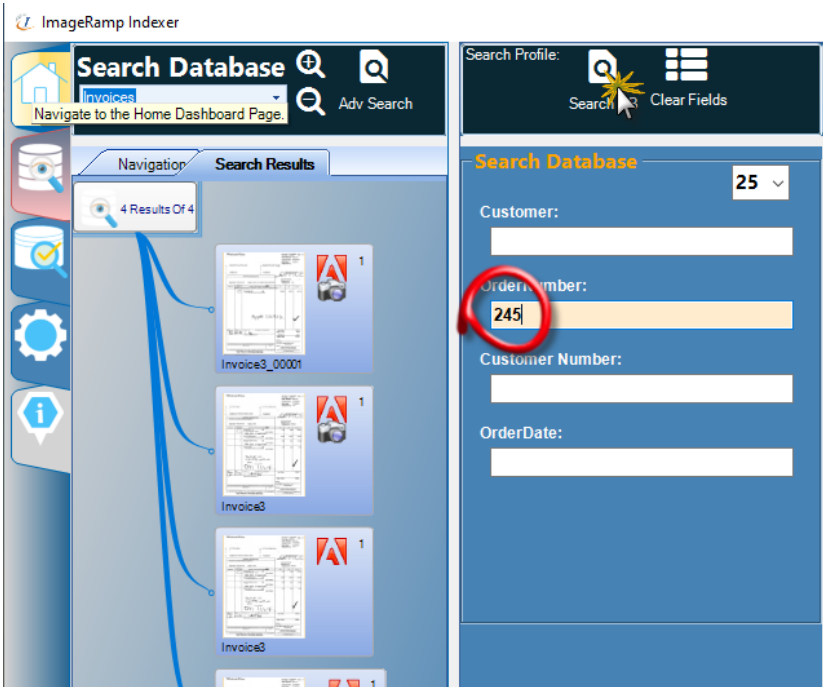 ImageRamp Indexer
Search Database
Invoices
Adv Search
Navigate to the Home Dashboard Page.
Navigation
Search Results
4 Results Of 4
1
Invoice3_00001
1
Invoice3
1
Invoice3
1
Search Profile:
Search
Clear Fields
Search Database
25
Customer:
OrderNumber:
245
Customer Number:
OrderDate: